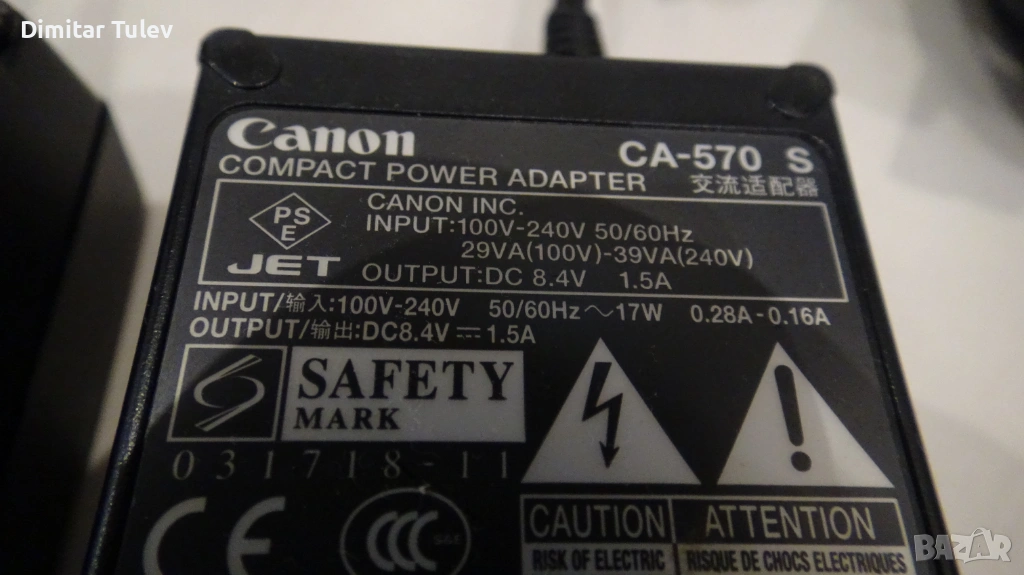 Dimitar Tulev
Canon
CA-570 S
COMPACT POWER ADAPTER
交流适配器
PS
E
JET
CANON INC.
INPUT:100V-240V 50/60Hz
29VA(100V)-39VA(240V)
OUTPUT:DC 8.4V 1.5A
INPUT/输入:100V-240V 50/60Hz～17W 0.28A-0.16A
OUTPUT/输出:DC8.4V⎓1.5A
SAFETY
MARK
031718-11
CE
CCC
S&E
CAUTION
ATTENTION
RISK OF ELECTRIC
RISQUE DE CHOCS ELECTRIQUES
BAZAR